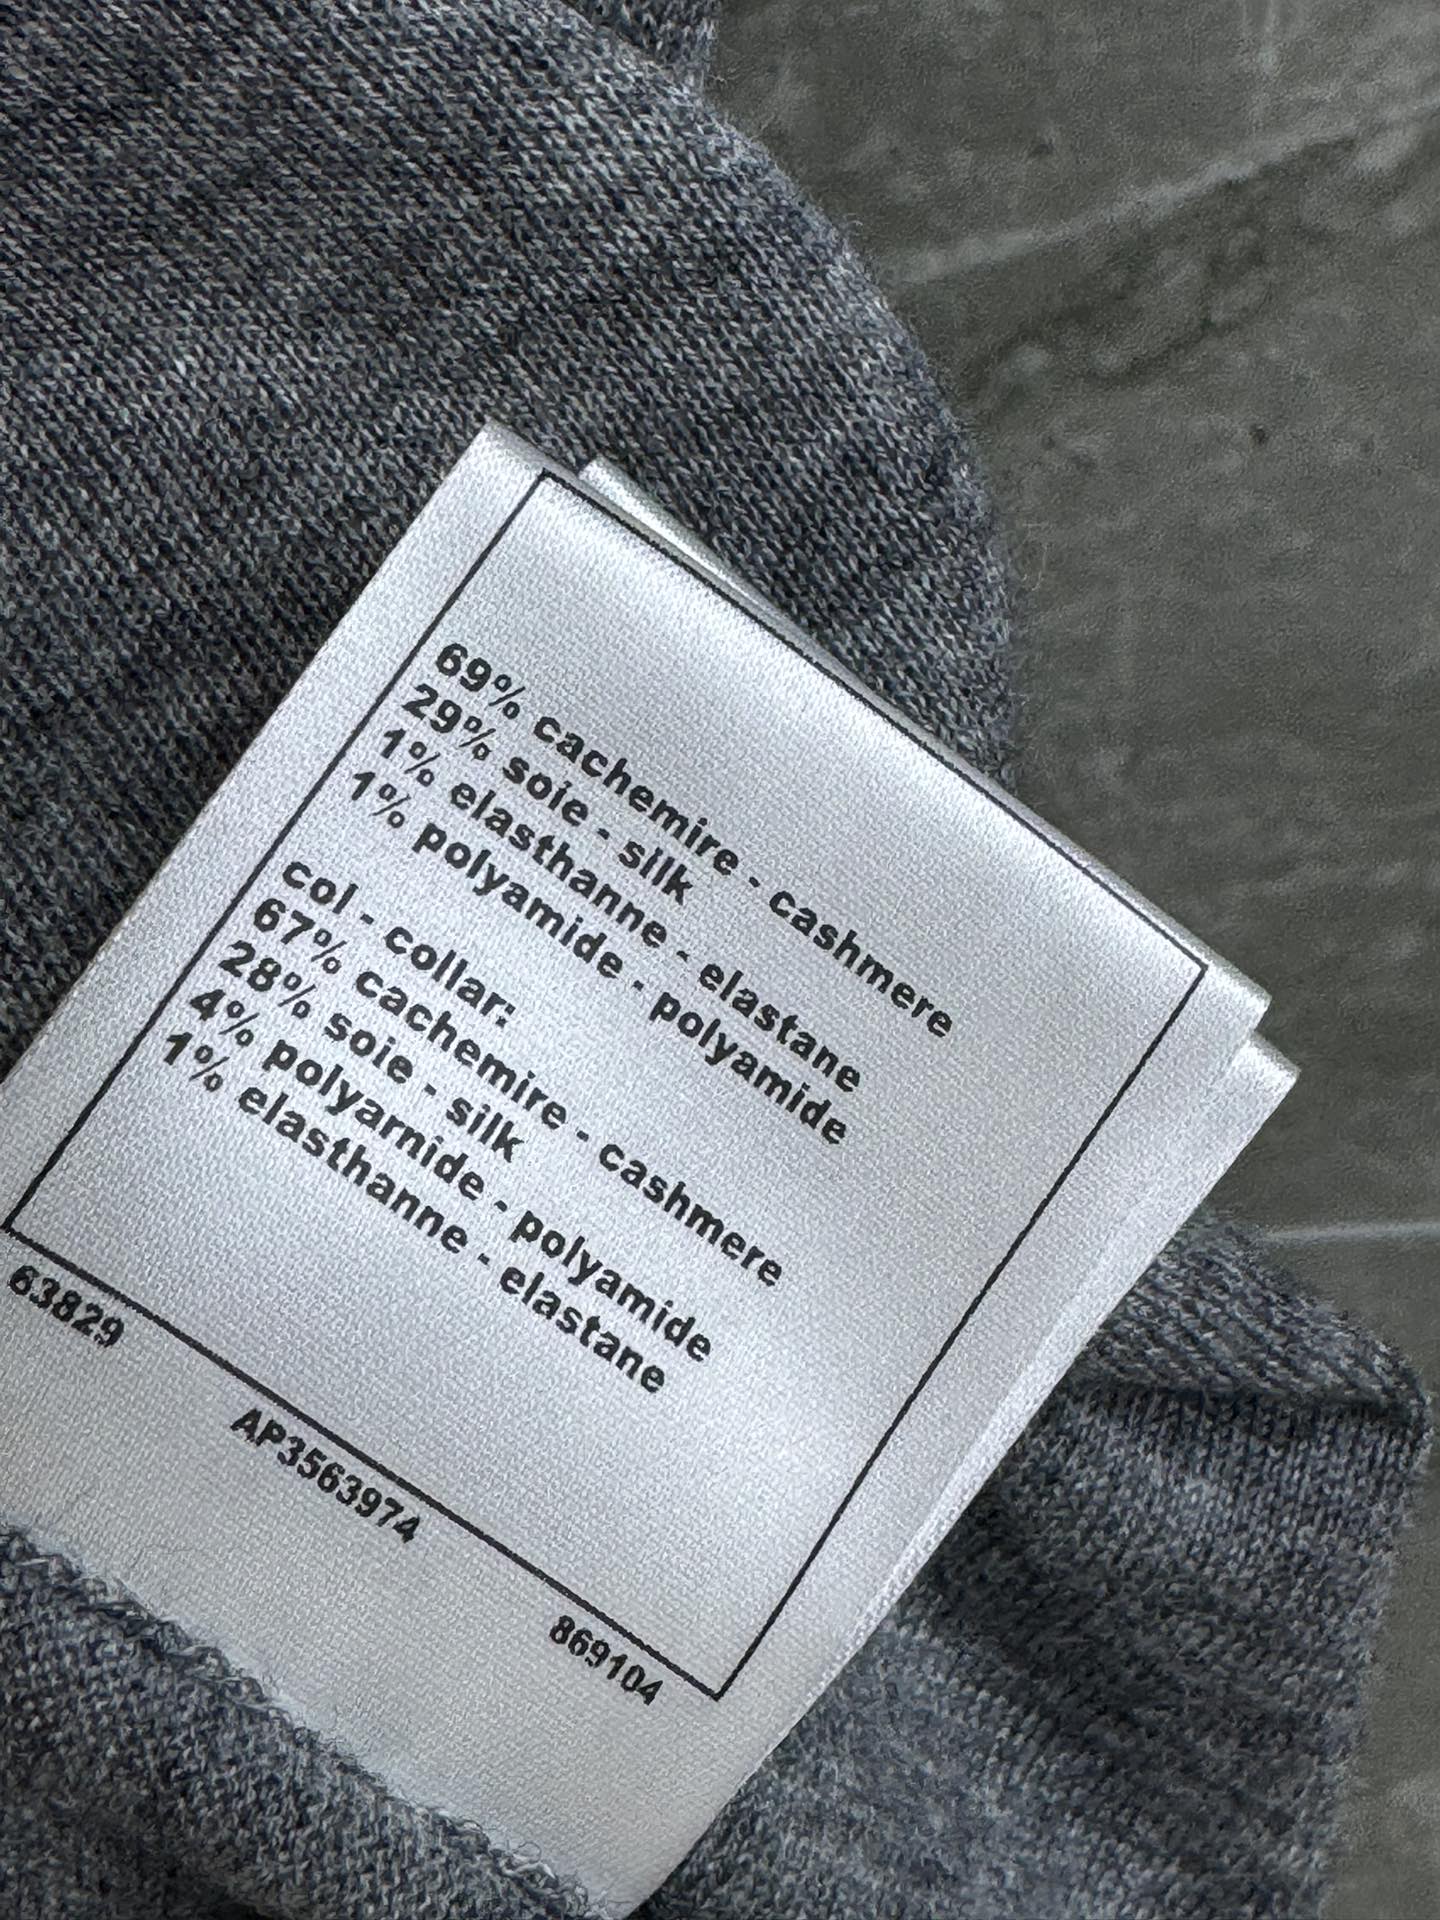 69% cachemire - cashmere
29% soie - silk
1% elasthanne - elastane
1% polyamide - polyamide
col - collar:
67% cachemire - cashmere
28% soie - silk
4% polyamide - polyamide
1% elasthanne - elastane
63829 AP3563974 869104